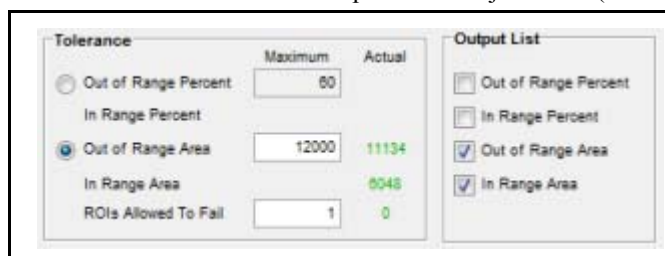 Tolerance
Maximum Actual
Out of Range Percent 60
In Range Percent
Out of Range Area 12000 11134
In Range Area 6048
ROIs Allowed To Fail 1 0
Output List
Out of Range Percent
In Range Percent
Out of Range Area
In Range Area